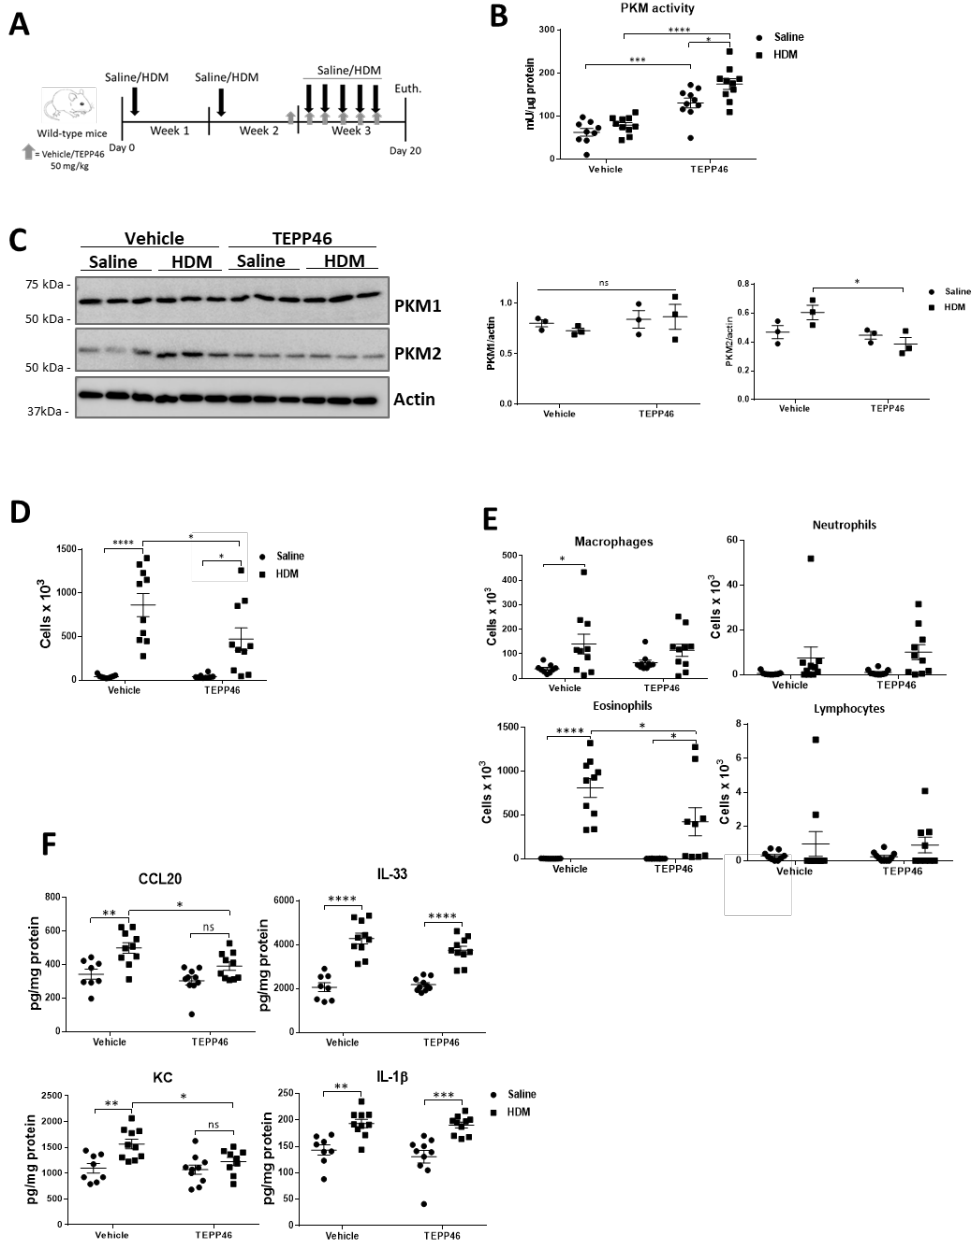 A
Saline/HDM
Saline/HDM
Saline/HDM
Euth.
Wild-type mice
Week 1
Week 2
Week 3
Day 0
Day 20
= Vehicle/TEPP46
50 mg/kg
B
PKM activity
mU/µg protein
300
200
100
0
****
***
*
Vehicle
TEPP46
Saline
HDM
C
Vehicle
TEPP46
Saline
HDM
Saline
HDM
75 kDa -
50 kDa -
50 kDa -
37kDa -
PKM1
PKM2
Actin
PKM1/actin
1.0
0.5
0.0
ns
Vehicle
TEPP46
PKM2/actin
0.8
0.6
0.4
0.2
0.0
*
Vehicle
TEPP46
Saline
HDM
D
Cells x 10³
1500
1000
500
0
****
*
*
Vehicle
TEPP46
Saline
HDM
E
Macrophages
Cells x 10³
500
400
300
200
100
0
*
Vehicle
TEPP46
Neutrophils
Cells x 10³
60
40
20
0
Vehicle
TEPP46
Eosinophils
Cells x 10³
1500
1000
500
0
****
*
*
Vehicle
TEPP46
Lymphocytes
Cells x 10³
8
6
4
2
0
Vehicle
TEPP46
F
CCL20
pg/mg protein
800
600
400
200
0
**
*
ns
Vehicle
TEPP46
IL-33
pg/mg protein
6000
4000
2000
0
****
****
Vehicle
TEPP46
KC
pg/mg protein
2500
2000
1500
1000
500
0
**
*
ns
Vehicle
TEPP46
IL-1β
pg/mg protein
250
200
150
100
50
0
**
***
Vehicle
TEPP46
Saline
HDM